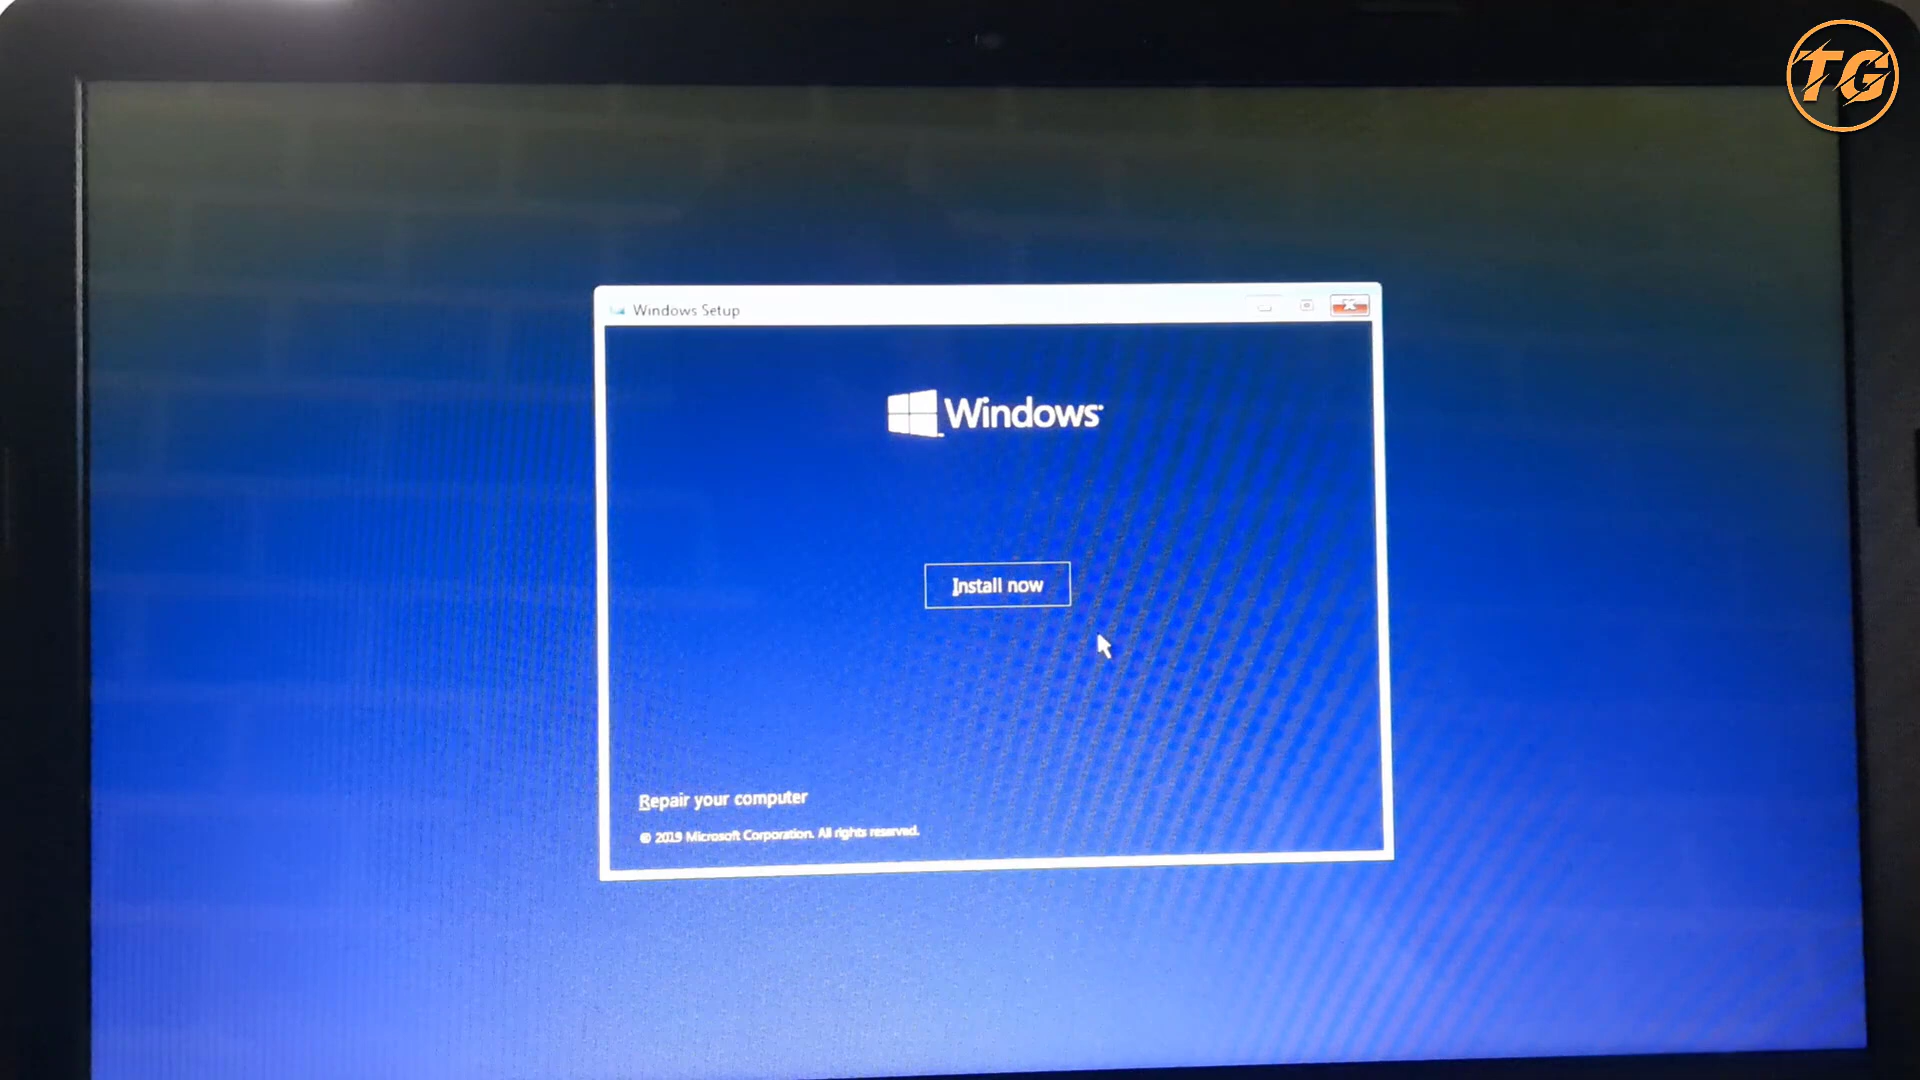 TG
Windows Setup
Windows
Install now
Repair your computer
© 2019 Microsoft Corporation. All rights reserved.